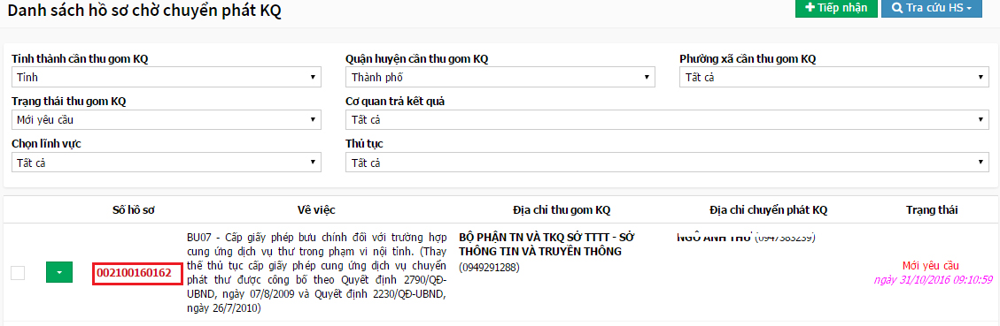 Danh sách hồ sơ chờ chuyển phát KQ
Tiếp nhận
Tra cứu HS
Tỉnh thành cần thu gom KQ
Quận huyện cần thu gom KQ
Phường xã cần thu gom KQ
Tỉnh
Thành phố
Tất cả
Trạng thái thu gom KQ
Cơ quan trả kết quả
Mới yêu cầu
Tất cả
Chọn lĩnh vực
Thủ tục
Tất cả
Tất cả
Số hồ sơ
Về việc
Địa chỉ thu gom KQ
Địa chỉ chuyển phát KQ
Trạng thái
002100160162
BU07 - Cấp giấy phép bưu chính đối với trường hợp
cung ứng dịch vụ thư trong phạm vi nội tỉnh. (Thay
thế thủ tục cấp giấy phép cung ứng dịch vụ chuyển
phát thư được công bố theo Quyết định 2790/QĐ-
UBND, ngày 07/8/2009 và Quyết định 2230/QĐ-UBND,
ngày 26/7/2010)
BỘ PHẬN TN VÀ TKQ SỞ TTTT - SỞ
THÔNG TIN VÀ TRUYỀN THÔNG
(0949291288)
NGÔ ANH THƯ (0947383239)
Mới yêu cầu
ngày 31/10/2016 09:10:59